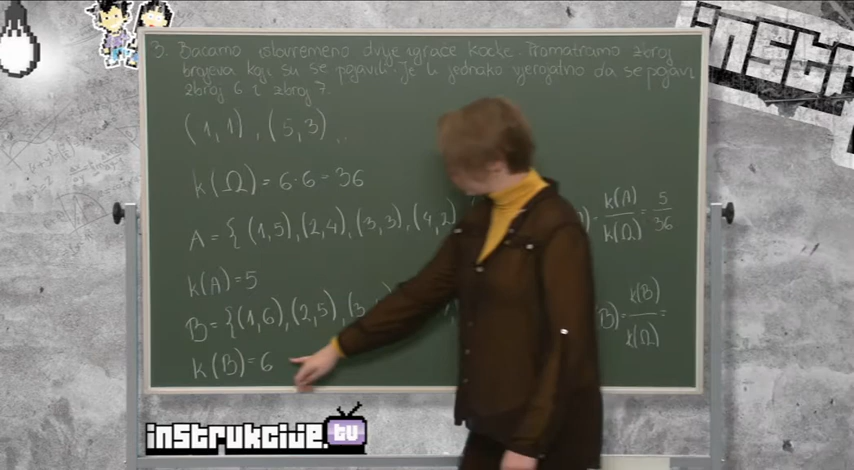 3. Bacamo istovremeno dvije igraće kocke. Promatramo zbroj
brojeva koji su se pojavili. Je li jednako vjerojatno da se pojavi
zbroj 6 i zbroj 7.
(1,1), (5,3)..
k(Ω)=6·6=36
A={(1,5),(2,4),(3,3),(4,2)
k(A)/k(Ω)=5/36
k(A)=5
B={(1,6),(2,5),(3,
B)=k(B)/k(Ω)=
k(B)=6
instrukcije.tv